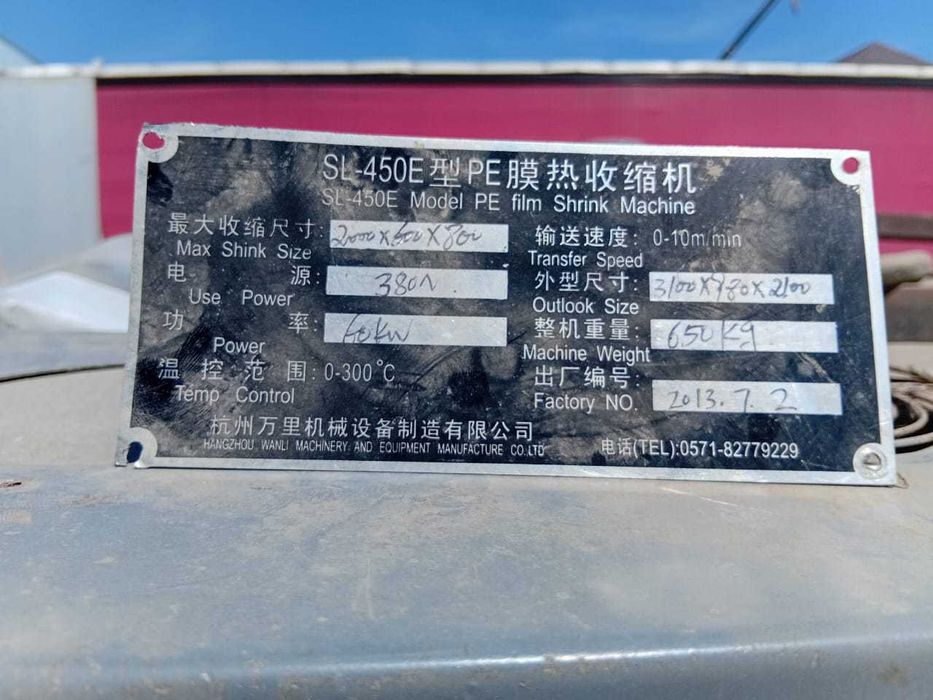 SL-450E型PE膜热收缩机
SL-450E Model PE film Shrink Machine
最大收缩尺寸: 2000x600x800
Max Shink Size
电 源: 380V
Use Power
功 率: 60kw
Power
温 控 范 围: 0-300℃
Temp Control
输送速度: 0-10m/min
Transfer Speed
外型尺寸: 3100x980x2100
Outlook Size
整机重量: 650Kg
Machine Weight
出厂编号: 2013.7.2
Factory NO.
杭州万里机械设备制造有限公司
HANGZHOU WANLI MACHINERY AND EQUIPMENT MANUFACTURE CO.LTD
电话(TEL):0571-82779229